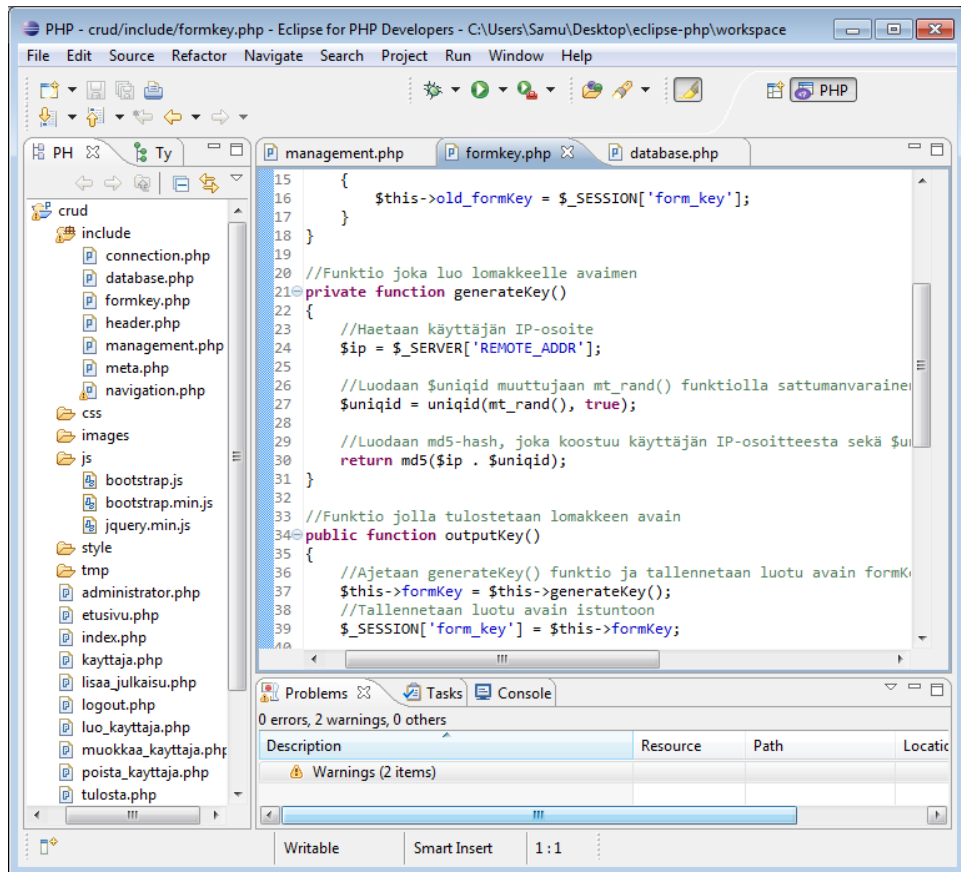 PHP - crud/include/formkey.php - Eclipse for PHP Developers - C:\Users\Samu\Desktop\eclipse-php\workspace
File Edit Source Refactor Navigate Search Project Run Window Help
PHP
PH Ty
crud
include
connection.php
database.php
formkey.php
header.php
management.php
meta.php
navigation.php
css
images
js
bootstrap.js
bootstrap.min.js
jquery.min.js
style
tmp
administrator.php
etusivu.php
index.php
kayttaja.php
lisaa_julkaisu.php
logout.php
luo_kayttaja.php
muokkaa_kayttaja.php
poista_kayttaja.php
tulosta.php
management.php formkey.php database.php
15 {
16 $this->old_formKey = $_SESSION['form_key'];
17 }
18 }
19
20 //Funktio joka luo lomakkeelle avaimen
21 private function generateKey()
22 {
23 //Haetaan käyttäjän IP-osoite
24 $ip = $_SERVER['REMOTE_ADDR'];
25
26 //Luodaan $uniqid muuttujaan mt_rand() funktiolla sattumanvarainen
27 $uniqid = uniqid(mt_rand(), true);
28
29 //Luodaan md5-hash, joka koostuu käyttäjän IP-osoitteesta sekä $un
30 return md5($ip . $uniqid);
31 }
32
33 //Funktio jolla tulostetaan lomakkeen avain
34 public function outputKey()
35 {
36 //Ajetaan generateKey() funktio ja tallennetaan luotu avain formKe
37 $this->formKey = $this->generateKey();
38 //Tallennetaan luotu avain istuntoon
39 $_SESSION['form_key'] = $this->formKey;
40
Problems Tasks Console
0 errors, 2 warnings, 0 others
Description Resource Path Locatic
Warnings (2 items)
Writable Smart Insert 1 : 1